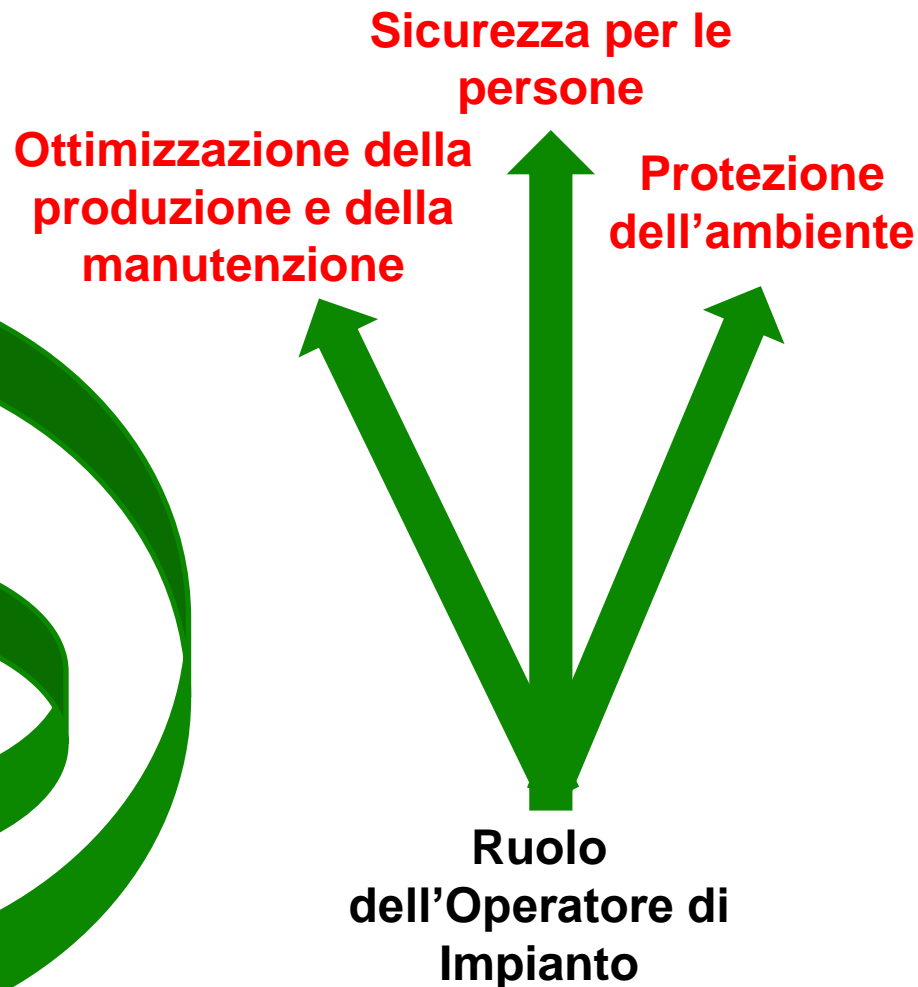 Sicurezza per le
persone
Ottimizzazione della
produzione e della
manutenzione
Protezione
dell’ambiente
Ruolo
dell’Operatore di
Impianto